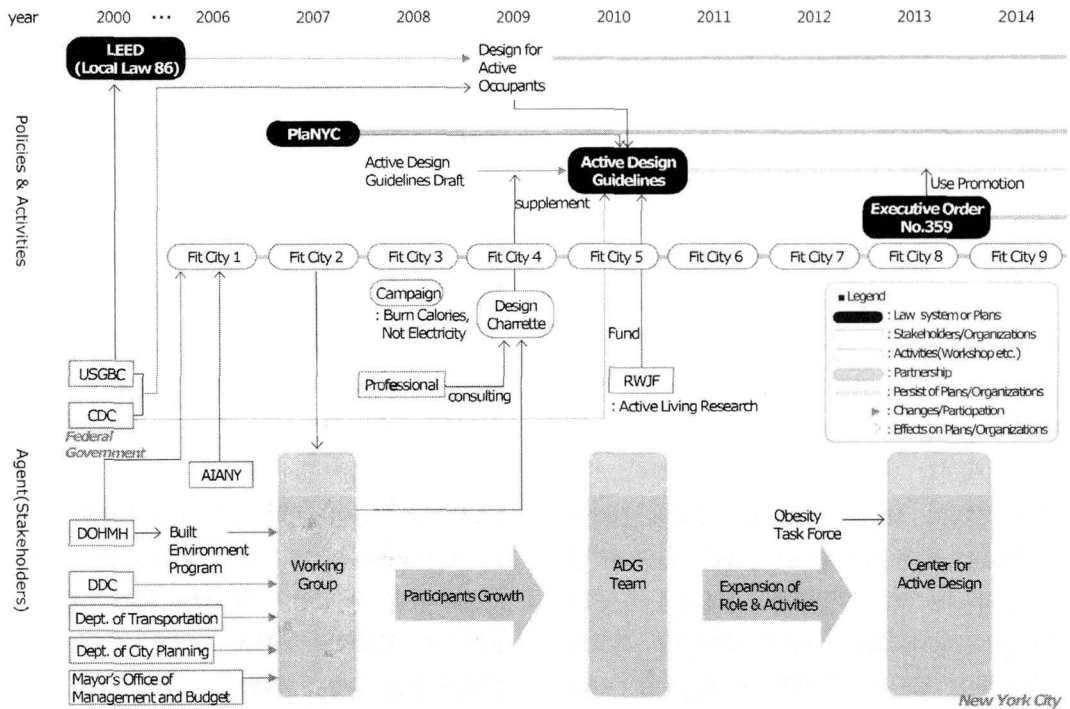 year 2000 ••• 2006 2007 2008 2009 2010 2011 2012 2013 2014
Policies & Activities
LEED
(Local Law 86)
Design for
Active
Occupants
PlaNYC
Active Design
Guidelines Draft
Active Design
Guidelines
supplement
Use Promotion
Executive Order
No.359
Fit City 1 Fit City 2 Fit City 3 Fit City 4 Fit City 5 Fit City 6 Fit City 7 Fit City 8 Fit City 9
Campaign
: Burn Calories,
Not Electricity
Design
Charrette
Fund
Professional
consulting
RWJF
: Active Living Research
■ Legend
: Law system or Plans
: Stakeholders/Organizations
: Activities(Workshop etc.)
: Partnership
: Persist of Plans/Organizations
: Changes/Participation
: Effects on Plans/Organizations
Agent(Stakeholders)
USGBC
CDC
Federal
Government
AIANY
DOHMH
Built
Environment
Program
DDC
Dept. of Transportation
Dept. of City Planning
Mayor's Office of
Management and Budget
Working
Group
Participants Growth
ADG
Team
Expansion of
Role & Activities
Obesity
Task Force
Center for
Active Design
New York City